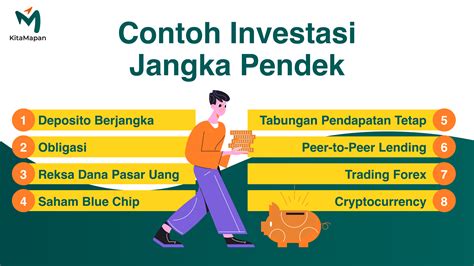 KitaMapan
Contoh Investasi
Jangka Pendek
1 Deposito Berjangka
2 Obligasi
3 Reksa Dana Pasar Uang
4 Saham Blue Chip
Tabungan Pendapatan Tetap 5
Peer-to-Peer Lending 6
Trading Forex 7
Cryptocurrency 8